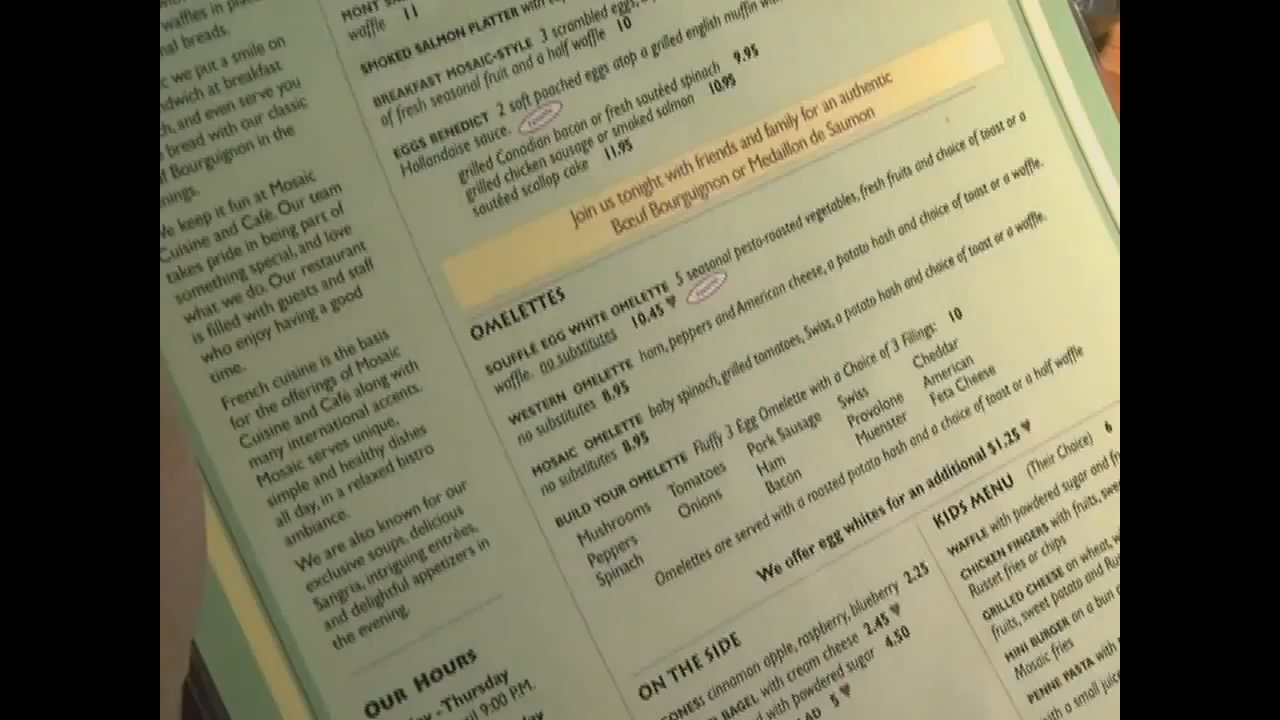 waffles in
nal breads.
we put a smile on
ndwich at breakfast
h, and even serve you
bread with our classic
f Bourguignon in the
nings.
We keep it fun at Mosaic
Cuisine and Café. Our team
takes pride in being part of
something special, and love
what we do. Our restaurant
is filled with guests and staff
who enjoy having a good
time.
French cuisine is the basis
for the offerings of Mosaic
Cuisine and Café along with
many international accents.
Mosaic serves unique,
simple and healthy dishes
all day, in a relaxed bistro
ambiance.
We are also known for our
exclusive soups, delicious
Sangria, intriguing entrées,
and delightful appetizers in
the evening.
OUR HOURS
- Thursday
9:00 P.M.
MONT
waffle 11
SMOKED SALMON PLATTER with
BREAKFAST MOSAIC-STYLE 3 scrambled eggs,
of fresh seasonal fruit and a half waffle 10
EGGS BENEDICT 2 soft poached eggs atop a grilled english muffin with
Hollandaise sauce.
grilled Canadian bacon or fresh sautéed spinach 9.95
grilled chicken sausage or smoked salmon 10.95
sautéed scallop cake 11.95
Join us tonight with friends and family for an authentic
Bœuf Bourguignon or Medaillon de Saumon
OMELETTES
SOUFFLE EGG WHITE OMELETTE 5 seasonal pesto-roasted vegetables, fresh fruits and choice of toast or a
waffle. no substitutes 10.45 ♥
WESTERN OMELETTE ham, peppers and American cheese, a potato hash and choice of toast or a waffle.
no substitutes 8.95
MOSAIC OMELETTE baby spinach, grilled tomatoes, Swiss, a potato hash and choice of toast or a waffle.
no substitutes 8.95
BUILD YOUR OMELETTE Fluffy 3 Egg Omelette with a Choice of 3 Fillings: 10
Mushrooms Tomatoes Pork Sausage Swiss Cheddar
Peppers Onions Ham Provolone American
Spinach Bacon Muenster Feta Cheese
Omelettes are served with a roasted potato hash and a choice of toast or a half waffle
We offer egg whites for an additional $1.25 ♥
ON THE SIDE
cinnamon apple, raspberry, blueberry 2.25
BAGEL with cream cheese 2.45 ♥
with powdered sugar 4.50
5 ♥
KIDS MENU (Their Choice) 6
WAFFLE with powdered sugar and
CHICKEN FINGERS with fruits,
Russet fries or chips
GRILLED CHEESE on wheat,
fruits, sweet potato and
MINI BURGER on a bun
Mosaic fries
PENNE PASTA with
with a small juice